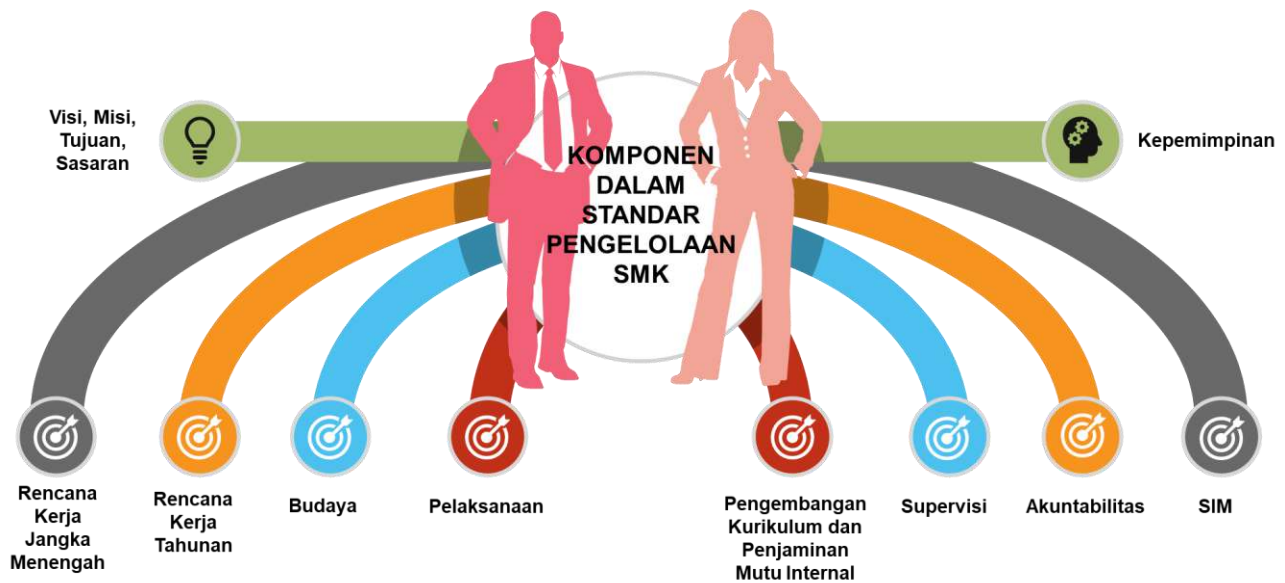 Visi, Misi,
Tujuan,
Sasaran
KOMPONEN
DALAM
STANDAR
PENGELOLAAN
SMK
Kepemimpinan
Rencana
Kerja
Jangka
Menengah
Rencana
Kerja
Tahunan
Budaya
Pelaksanaan
Pengembangan
Kurikulum dan
Penjaminan
Mutu Internal
Supervisi
Akuntabilitas
SIM